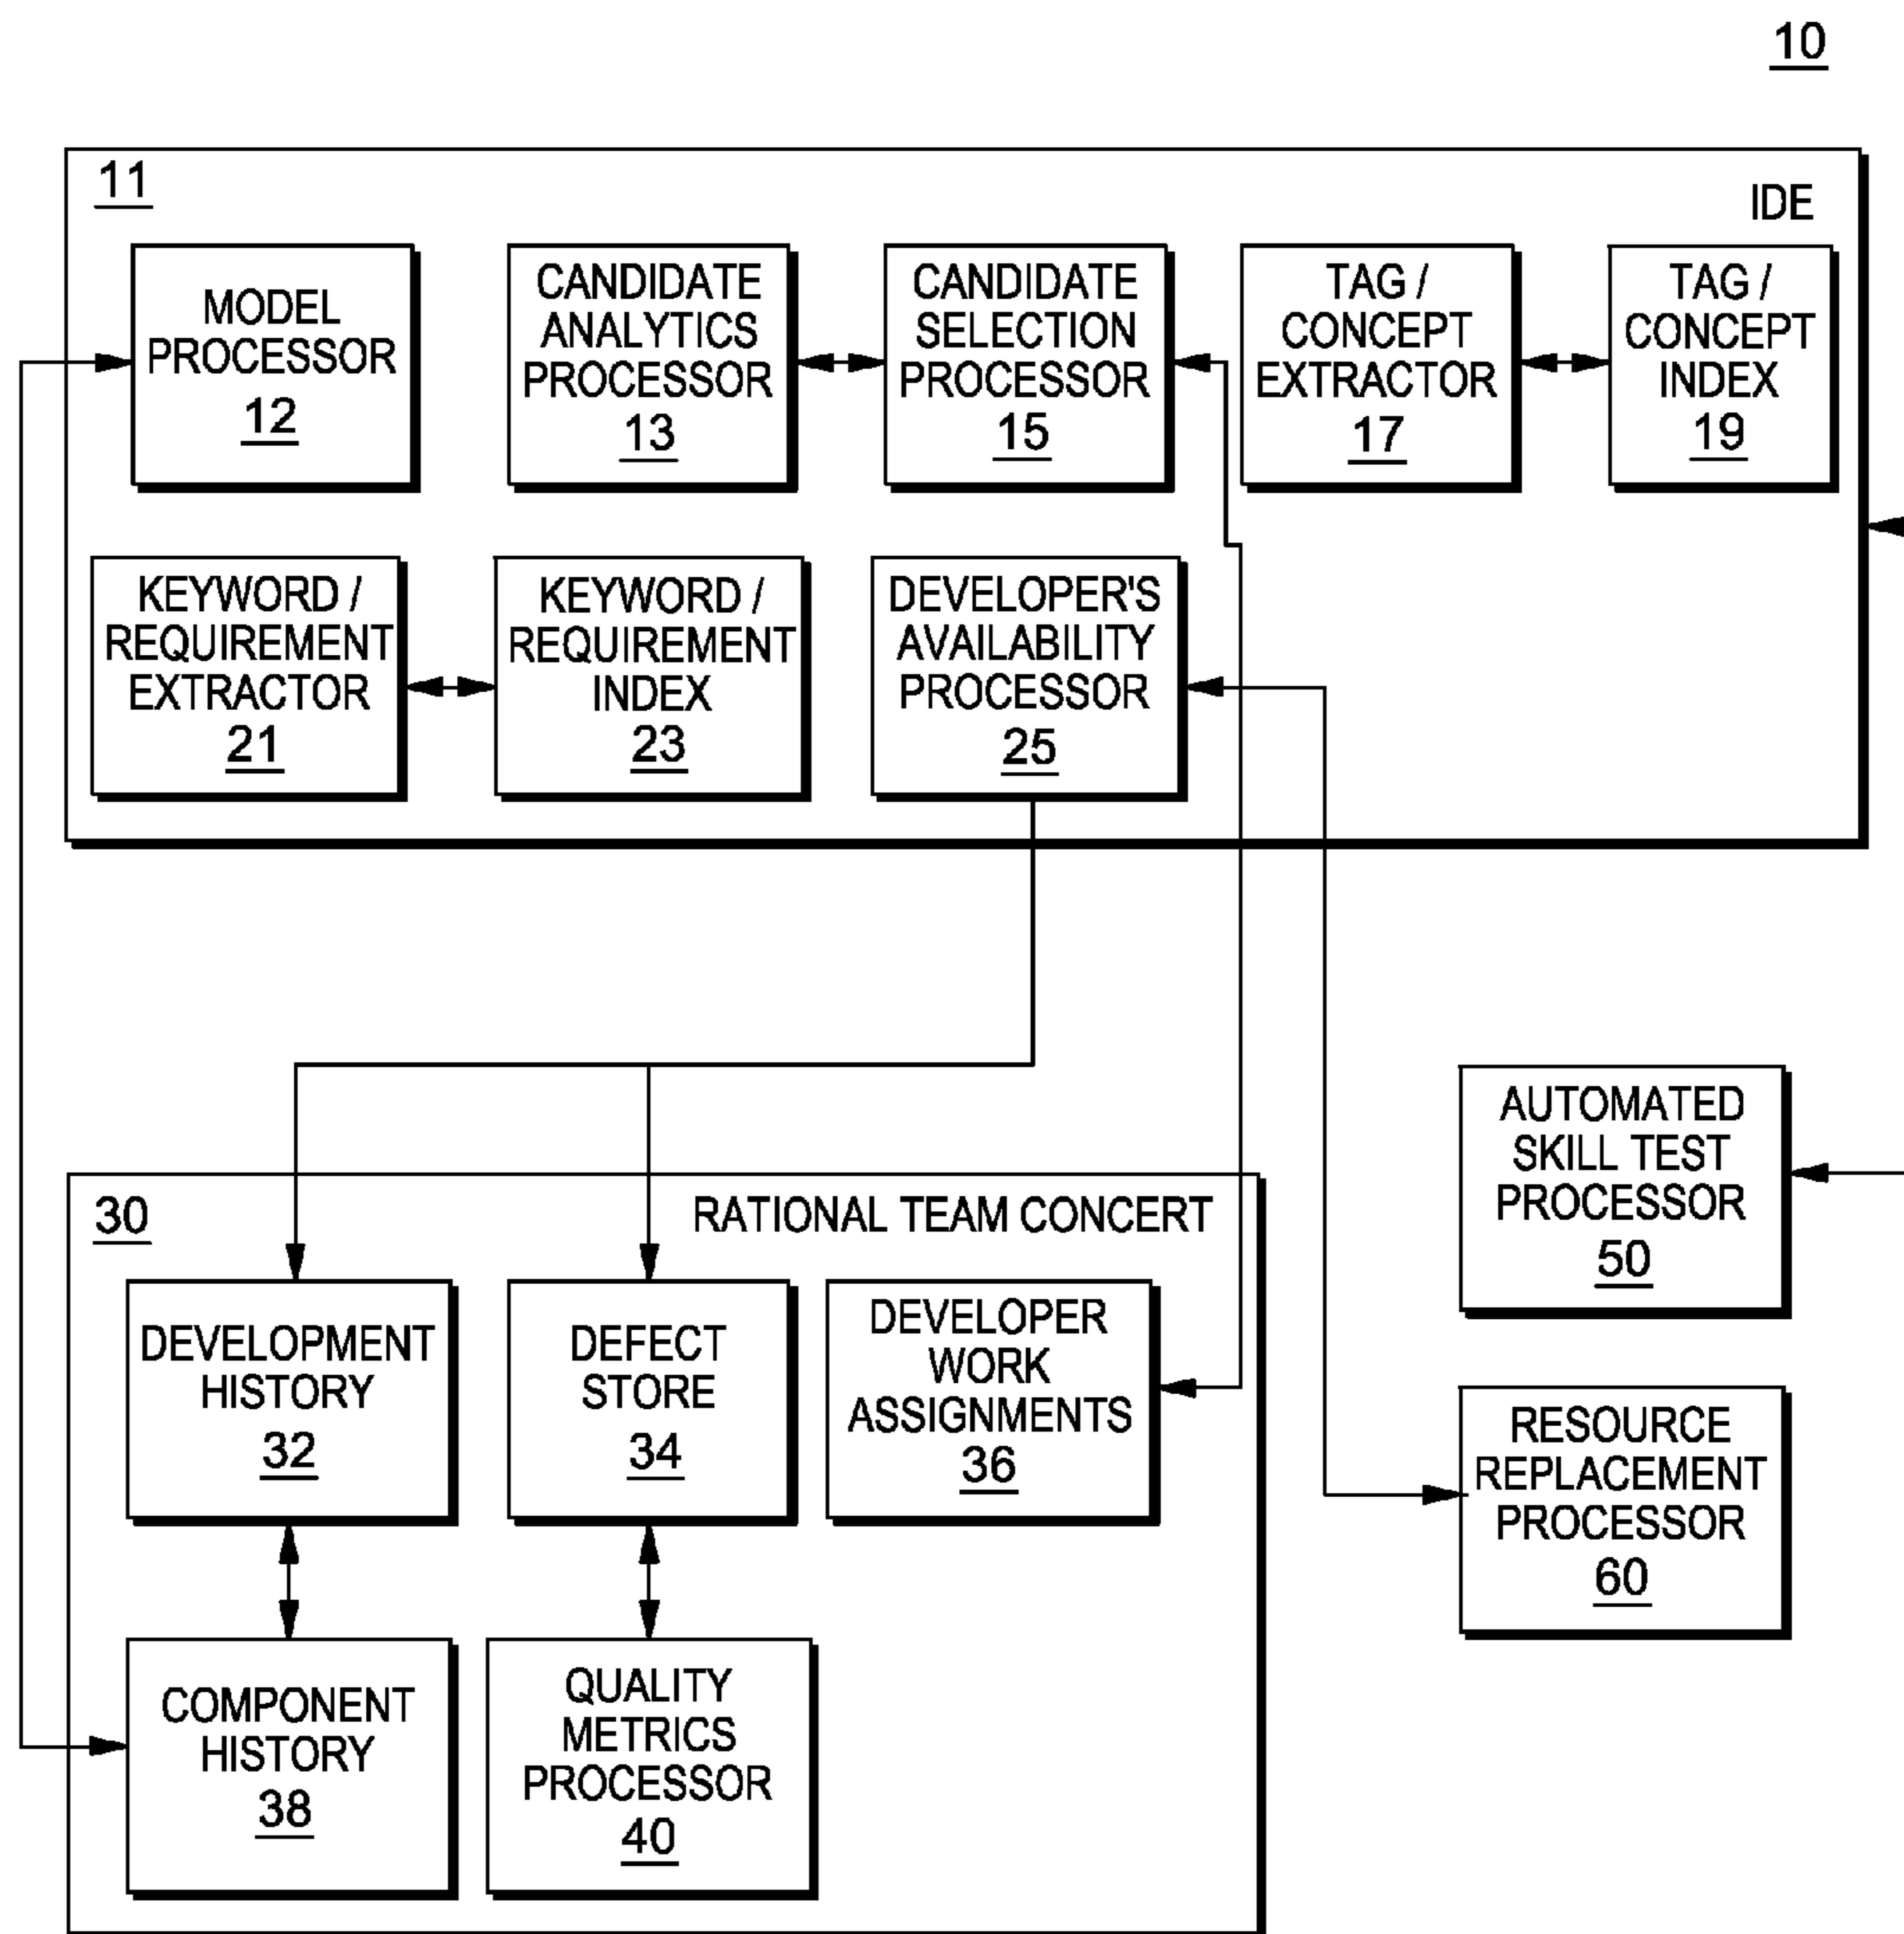 10
11
IDE
MODEL
PROCESSOR
12
CANDIDATE
ANALYTICS
PROCESSOR
13
CANDIDATE
SELECTION
PROCESSOR
15
TAG /
CONCEPT
EXTRACTOR
17
TAG /
CONCEPT
INDEX
19
KEYWORD /
REQUIREMENT
EXTRACTOR
21
KEYWORD /
REQUIREMENT
INDEX
23
DEVELOPER'S
AVAILABILITY
PROCESSOR
25
30
RATIONAL TEAM CONCERT
DEVELOPMENT
HISTORY
32
DEFECT
STORE
34
DEVELOPER
WORK
ASSIGNMENTS
36
COMPONENT
HISTORY
38
QUALITY
METRICS
PROCESSOR
40
AUTOMATED
SKILL TEST
PROCESSOR
50
RESOURCE
REPLACEMENT
PROCESSOR
60